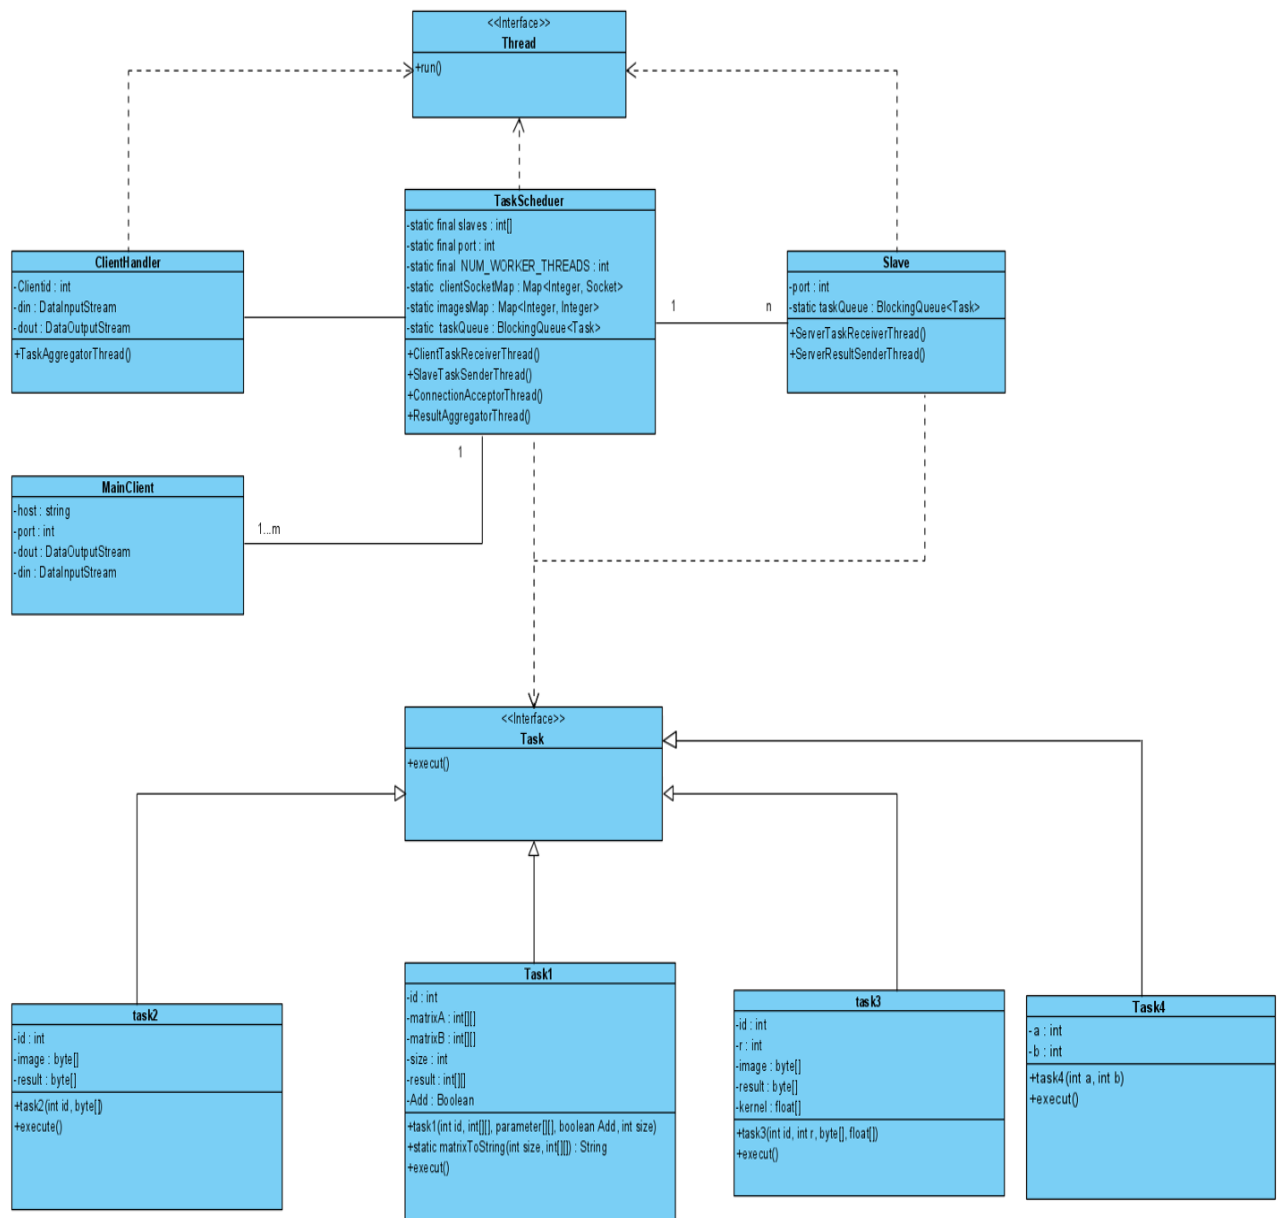 <<Interface>>
Thread
+run()
TaskScheduer
-static final slaves : int[]
-static final port : int
-static final NUM_WORKER_THREADS : int
-static clientSocketMap : Map<Integer, Socket>
-static imagesMap : Map<Integer, Integer>
-static taskQueue : BlockingQueue<Task>
+ClientTaskReceiverThread()
+SlaveTaskSenderThread()
+ConnectionAcceptorThread()
+ResultAggregatorThread()
ClientHandler
-Clientid : int
-din : DataInputStream
-dout : DataOutputStream
+TaskAggregatorThread()
Slave
-port : int
-static taskQueue : BlockingQueue<Task>
+ServerTaskReceiverThread()
+ServerResultSenderThread()
1
n
1
1...m
MainClient
-host : string
-port : int
-dout : DataOutputStream
-din : DataInputStream
<<Interface>>
Task
+execut()
task2
-id : int
-image : byte[]
-result : byte[]
+task2(int id, byte[])
+execute()
Task1
-id : int
-matrixA : int[][]
-matrixB : int[][]
-size : int
-result : int[][]
-Add : Boolean
+task1(int id, int[][], parameter[][], boolean Add, int size)
+static matrixToString(int size, int[][]) : String
+execut()
task3
-id : int
-r : int
-image : byte[]
-result : byte[]
-kernel : float[]
+task3(int id, int r, byte[], float[])
+execut()
Task4
-a : int
-b : int
+task4(int a, int b)
+execut()